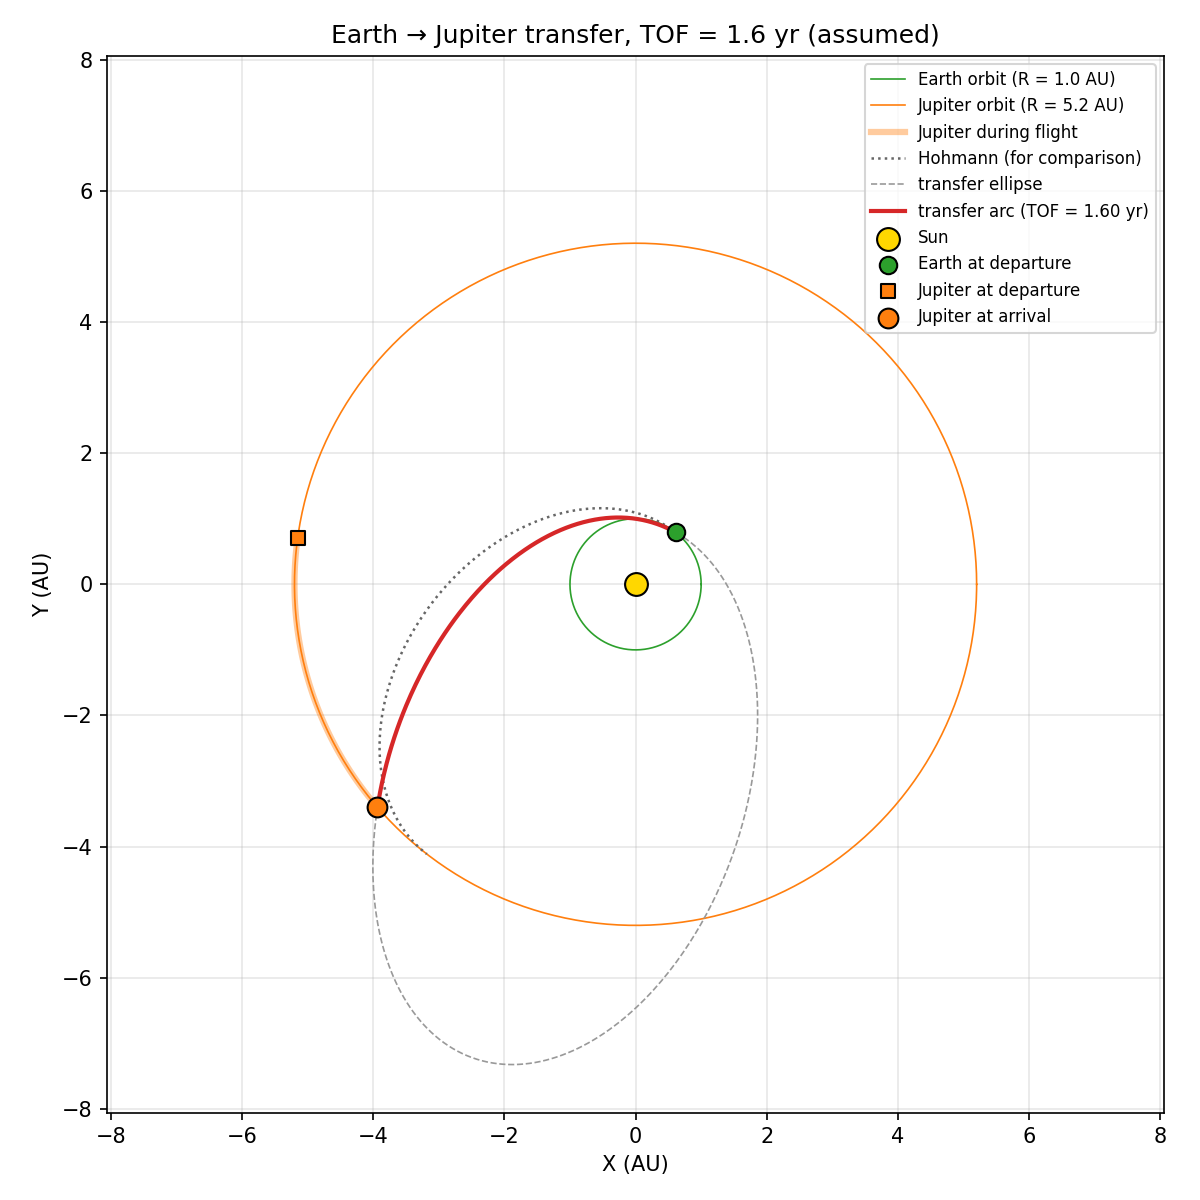 Earth → Jupiter transfer, TOF = 1.6 yr (assumed)
Earth orbit (R = 1.0 AU)
Jupiter orbit (R = 5.2 AU)
Jupiter during flight
Hohmann (for comparison)
transfer ellipse
transfer arc (TOF = 1.60 yr)
Sun
Earth at departure
Jupiter at departure
Jupiter at arrival
Y (AU)
8
6
4
2
0
−2
−4
−6
−8
−8 −6 −4 −2 0 2 4 6 8
X (AU)